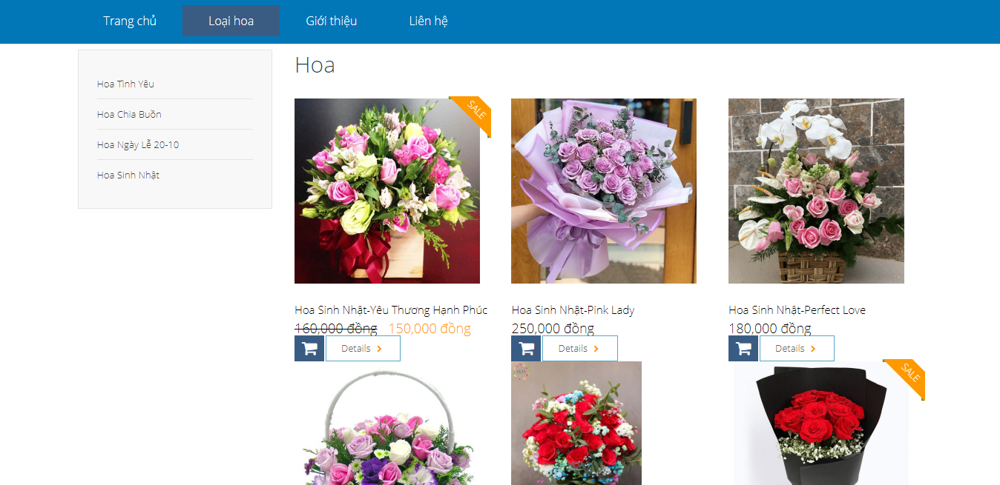 Trang chủ
Loại hoa
Giới thiệu
Liên hệ
Hoa Tình Yêu
Hoa Chia Buồn
Hoa Ngày Lễ 20-10
Hoa Sinh Nhật
Hoa
SALE
Hoa Sinh Nhật-Yêu Thương Hạnh Phúc
160,000 đồng 150,000 đồng
Details
Hoa Sinh Nhật-Pink Lady
250,000 đồng
Details
Hoa Sinh Nhật-Perfect Love
180,000 đồng
Details
SALE